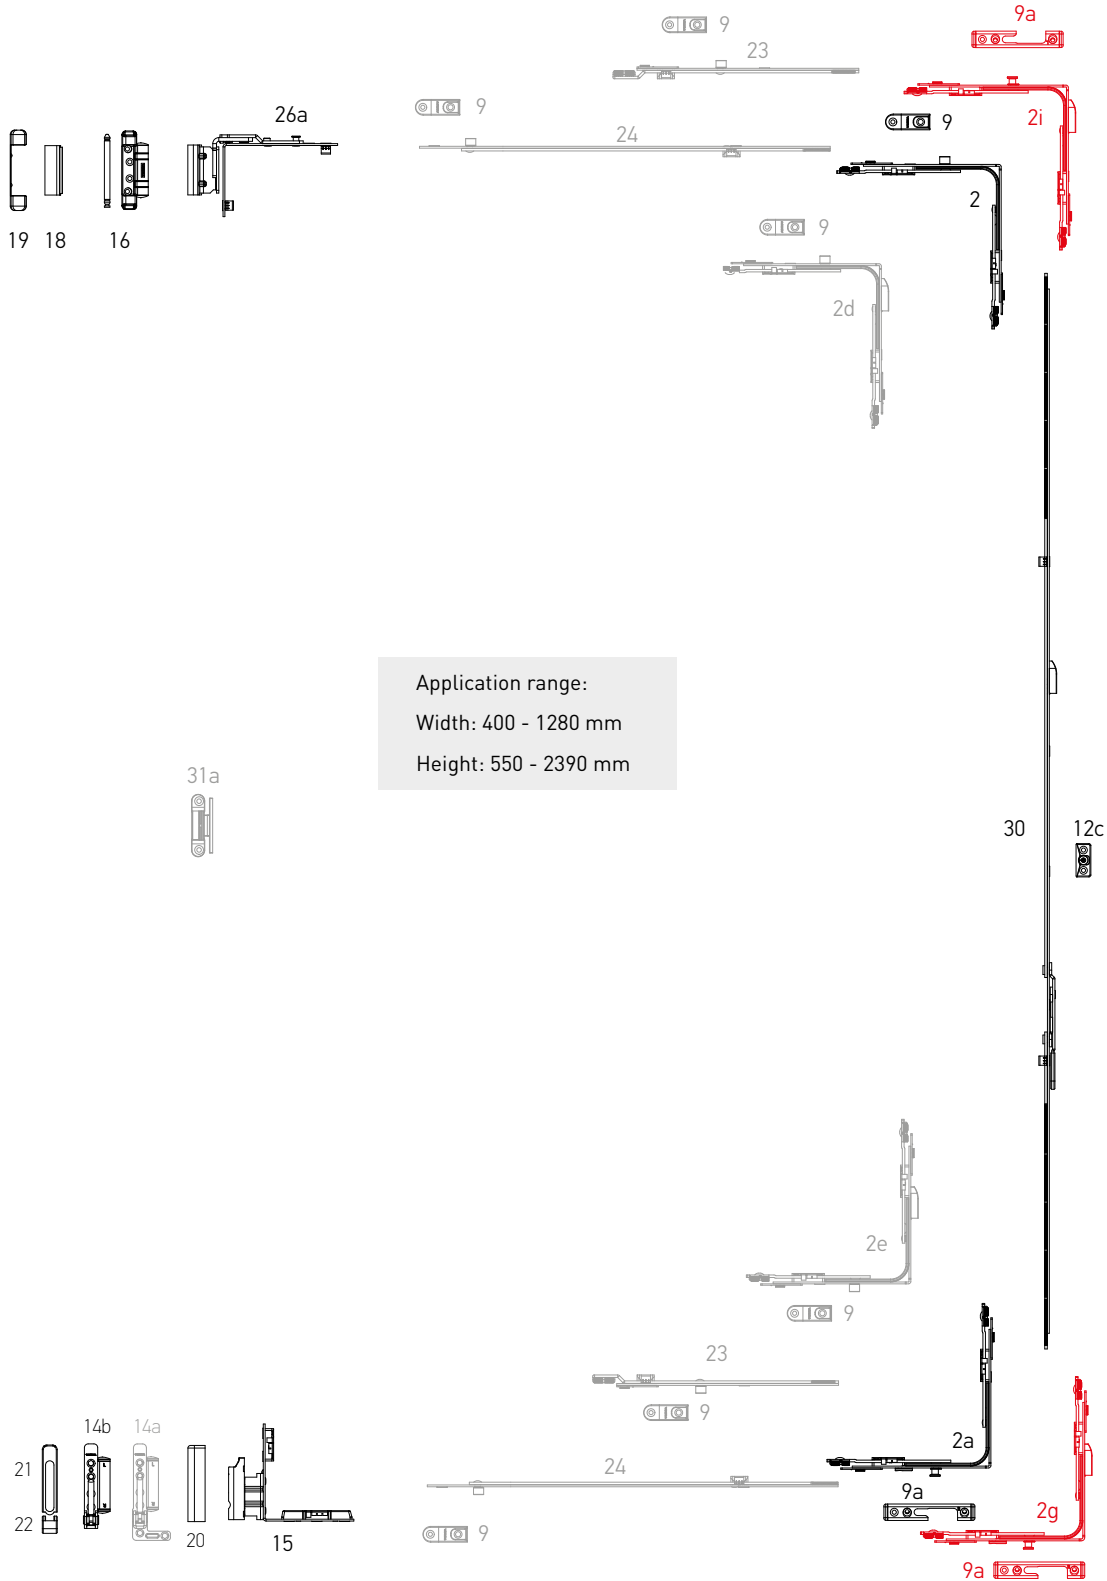 9a
9
23
2i
9
26a
9
24
2
19 18 16
9
2d
Application range:
Width: 400 - 1280 mm
Height: 550 - 2390 mm
31a
30
12c
2e
9
23
9
14b
14a
2a
21
24
9a
22
2g
20
15
9
9a